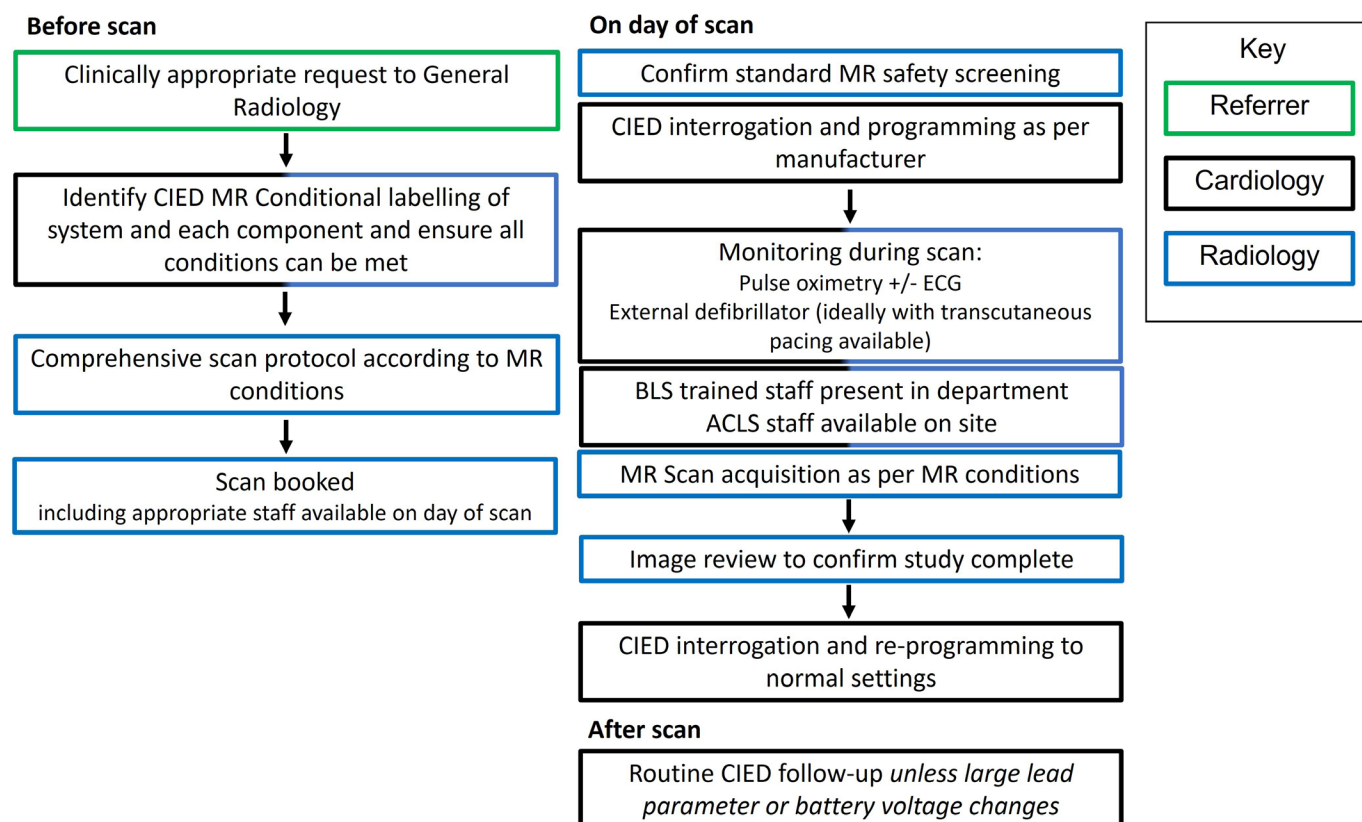 Before scan
Clinically appropriate request to General
Radiology
Identify CIED MR Conditional labelling of
system and each component and ensure all
conditions can be met
Comprehensive scan protocol according to MR
conditions
Scan booked
including appropriate staff available on day of scan
On day of scan
Confirm standard MR safety screening
CIED interrogation and programming as per
manufacturer
Monitoring during scan:
Pulse oximetry +/- ECG
External defibrillator (ideally with transcutaneous
pacing available)
BLS trained staff present in department
ACLS staff available on site
MR Scan acquisition as per MR conditions
Image review to confirm study complete
CIED interrogation and re-programming to
normal settings
After scan
Routine CIED follow-up unless large lead
parameter or battery voltage changes
Key
Referrer
Cardiology
Radiology